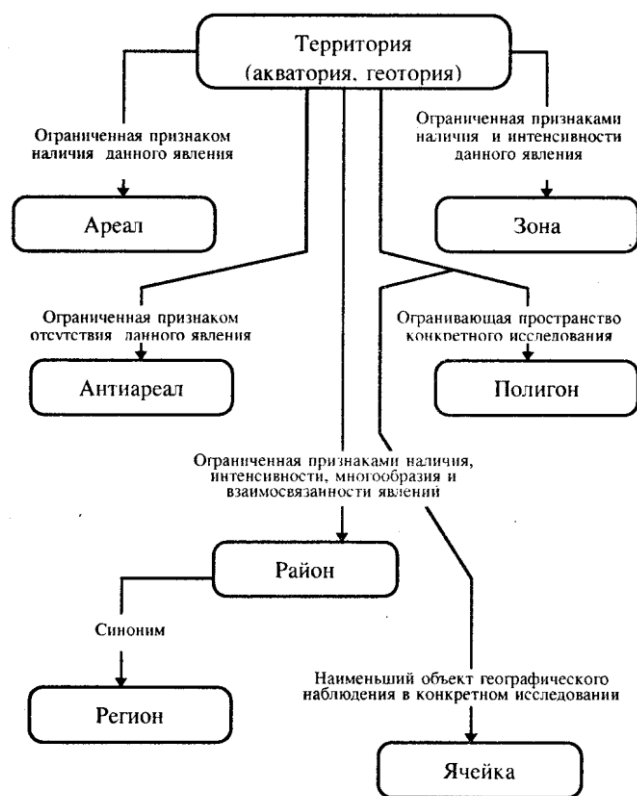 Территория
(акватория, геотория)
Ограниченная признаком
наличия данного явления
Ограниченная признаками
наличия и интенсивности
данного явления
Ареал
Зона
Ограниченная признаком
отсутствия данного явления
Огранивающая пространство
конкретного исследования
Антиареал
Полигон
Ограниченная признаками наличия,
интенсивности, многообразия и
взаимосвязанности явлений
Район
Синоним
Наименьший объект географического
наблюдения в конкретном исследовании
Регион
Ячейка